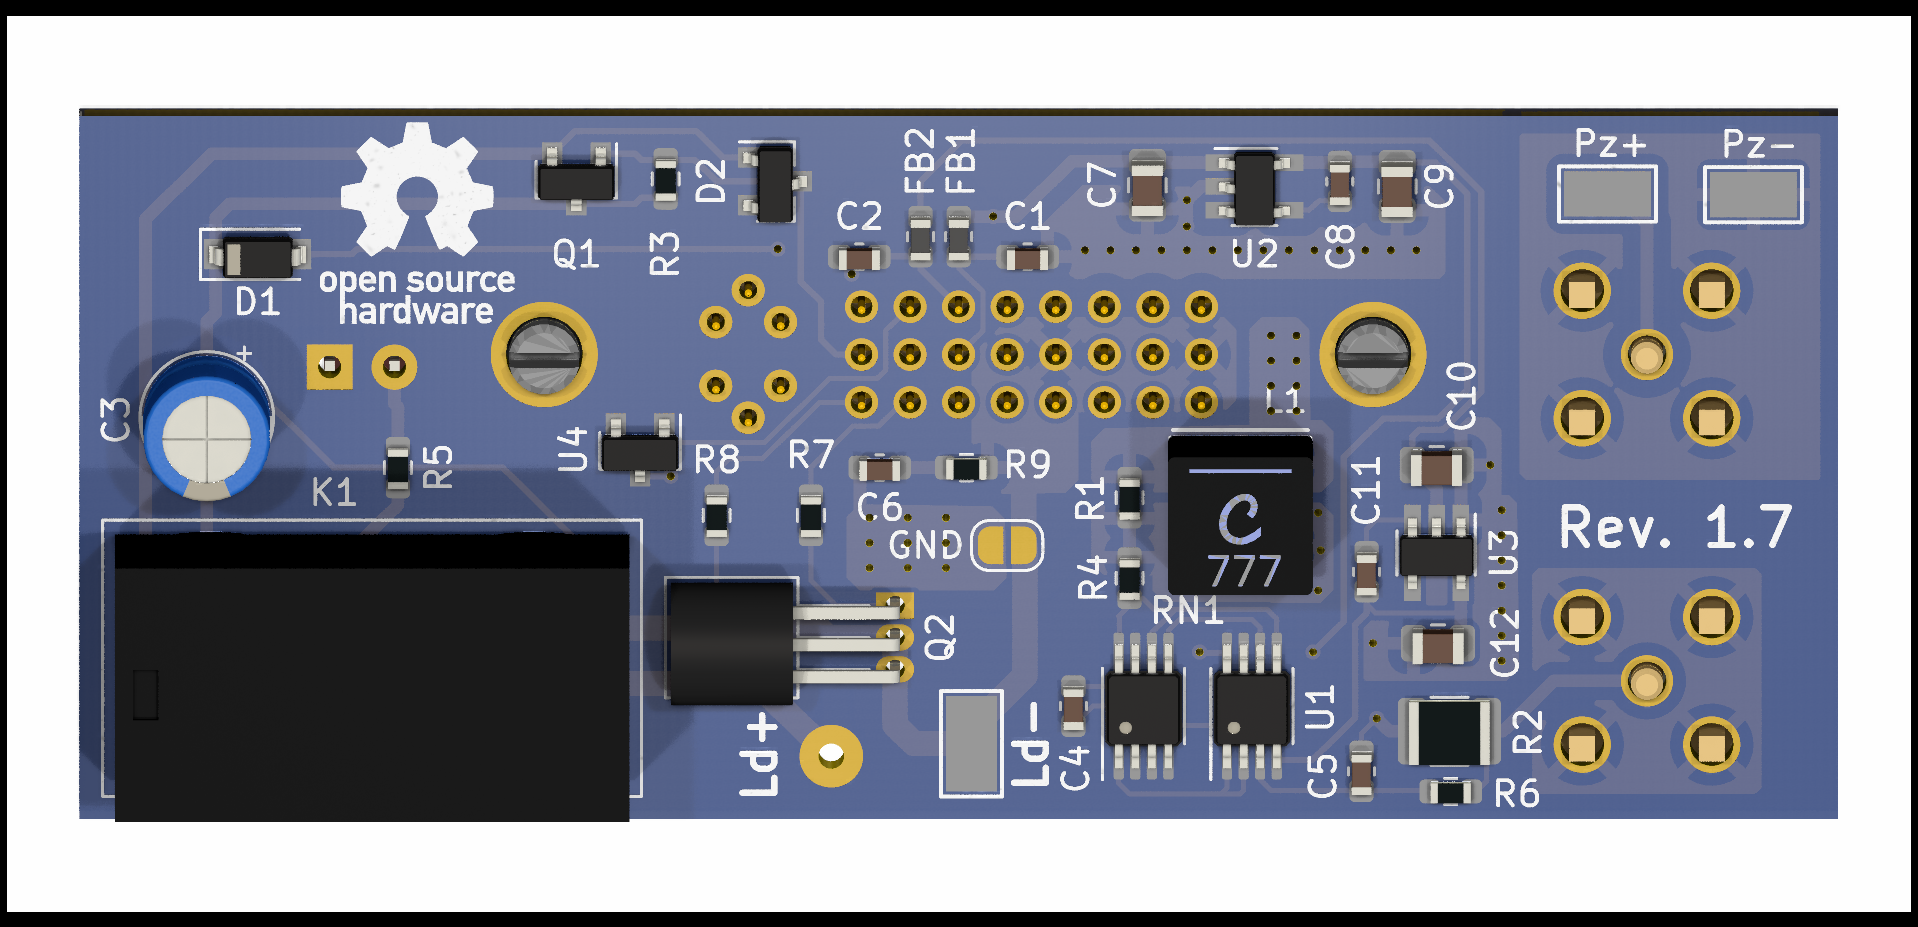 Pz+
Pz-
FB2
FB1
D2
C7
C9
C2
C1
Q1
R3
U2
C8
open source
hardware
D1
+
C3
L1
C10
U4
R8
R7
R9
R5
K1
C6
R1
C11
C
777
GND
Rev. 1.7
U3
R4
RN1
Q2
C12
Ld+
Ld-
C4
U1
R2
C5
R6